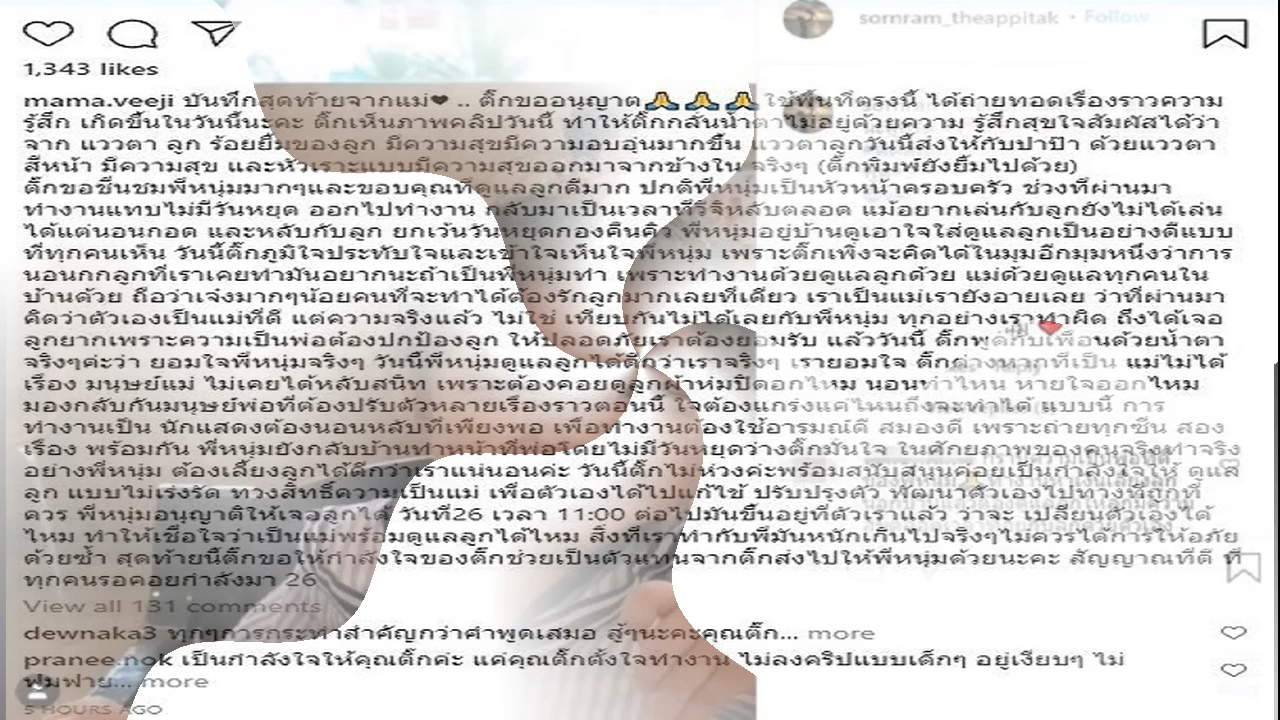 sornram_theappitak • Follow
1,343 likes
mama.veeji บันทึกสุดท้ายจากแม่❤ .. ติ๊กขออนุญาต🙏🙏🙏 ใช้พื้นที่ตรงนี้ ได้ถ่ายทอดเรื่องราวความ
รู้สึก เกิดขึ้นในวันนี้นะคะ ติ๊กเห็นภาพคลิปวันนี้ ทำให้ติ๊กกลั้นน้ำตาไม่อยู่ด้วยความ รู้สึกสุขใจสัมผัสได้ว่า
จาก แววตา ลูก ร้อยยิ้มของลูก มีความสุขมีความอบอุ่นมากขึ้น แววตาลูกวันนี้ส่งให้กับปาป๊า ด้วยแววตา
สีหน้า มีความสุข และหัวเราะแบบมีความสุขออกมาจากข้างใน จริงๆ (ติ๊กพิมพ์ยังยิ้มไปด้วย)
ติ๊กขอชื่นชมพี่หนุ่มมากๆและขอบคุณที่ดูแลลูกดีมาก ปกติพี่หนุ่มเป็นหัวหน้าครอบครัว ช่วงที่ผ่านมา
ทำงานแทบไม่มีวันหยุด ออกไปทำงาน กลับมาเป็นเวลาที่วีจิหลับตลอด แม้อยากเล่นกับลูกยังไม่ได้เล่น
ได้แต่นอนกอด และหลับกับลูก ยกเว้นวันหยุดกองคืนคิว พี่หนุ่มอยู่บ้านดูเอาใจใส่ดูแลลูกเป็นอย่างดีแบบ
ที่ทุกคนเห็น วันนี้ติ๊กภูมิใจประทับใจและเข้าใจเห็นใจพี่หนุ่ม เพราะติ๊กเพิ่งจะคิดได้ในมุมอีกมุมหนึ่งว่าการ
นอนกกลูกที่เราเคยทำมันอยากนะถ้าเป็นพี่หนุ่มทำ เพราะทำงานด้วยดูแลลูกด้วย แม่ด้วยดูแลทุกคนใน
บ้านด้วย ถือว่าเจ๋งมากๆน้อยคนที่จะทำได้ต้องรักลูกมากเลยทีเดียว เราเป็นแม่เรายังอายเลย ว่าที่ผ่านมา
คิดว่าตัวเองเป็นแม่ที่ดี แต่ความจริงแล้ว ไม่ใช่ เทียบกันไม่ได้เลยกับพี่หนุ่ม ทุกอย่างเราทำผิด ถึงได้เจอ
ลูกยากเพราะความเป็นพ่อต้องปกป้องลูก ให้ปลอดภัยเราต้องยอมรับ แล้ววันนี้ ติ๊กพูดกับเพื่อนด้วยน้ำตา
จริงๆค่ะว่า ยอมใจพี่หนุ่มจริงๆ วันนี้พี่หนุ่มดูแลลูกได้ดีกว่าเราจริงๆ เรายอมใจ ติ๊กต่างหากที่เป็น แม่ไม่ได้
เรื่อง มนุษย์แม่ ไม่เคยได้หลับสนิท เพราะต้องคอยดูลูกผ้าห่มปิดอกไหม นอนท่าไหน หายใจออกไหม
มองกลับกันมนุษย์พ่อที่ต้องปรับตัวหลายเรื่องราวตอนนี้ ใจต้องแกร่งแค่ไหนถึงจะทำได้ แบบนี้ การ
ทำงานเป็น นักแสดงต้องนอนหลับที่เพียงพอ เพื่อทำงานต้องใช้อารมณ์ดี สมองดี เพราะถ่ายทุกซีน สอง
เรื่อง พร้อมกัน พี่หนุ่มยังกลับบ้านทำหน้าที่พ่อโดยไม่มีวันหยุดว่างติ๊กมั่นใจ ในศักยภาพของคุณจริงๆทำจริง
อย่างพี่หนุ่ม ต้องเลี้ยงลูกได้ดีกว่าเราแน่นอนค่ะ วันนี้ติ๊กไม่ห่วงค่ะพร้อมสนับสนุนค่อยเป็นกำลังใจให้ ดูแล
ลูก แบบไม่เร่งรัด ทวงสิทธิ์ความเป็นแม่ เพื่อตัวเองได้ไปแก้ไข ปรับปรุงตัว พัฒนาตัวเองไปทางที่ถูกที่
ควร พี่หนุ่มอนุญาติให้เจอลูกได้ วันที่26 เวลา 11:00 ต่อไปมันขึ้นอยู่ที่ตัวเราแล้ว ว่าจะ เปลี่ยนตัวเองได้
ไหม ทำให้เชื่อใจว่าเป็นแม่พร้อมดูแลลูกได้ไหม สิ่งที่เราทำกับพี่มันหนักเกินไปจริงๆไม่ควรได้การให้อภัย
ด้วยซ้ำ สุดท้ายนี้ติ๊กขอให้กำลังใจของติ๊กช่วยเป็นตัวแทนจากติ๊กส่งไปให้พี่หนุ่มด้วยนะคะ สัญญาณที่ดี ที่
ทุกคนรอคอยกำลังมา 26
View all 131 comments
dewnaka3 ทุกๆการกระทำสำคัญกว่าคำพูดเสมอ สู้ๆนะคะคุณติ๊ก... more
pranee.nok เป็นกำลังใจให้คุณติ๊กค่ะ แค่คุณติ๊กตั้งใจทำงาน ไม่ลงคริปแบบเด็กๆ อยู่เงียบๆ ไม่
ฟูมฟาย... more
5 HOURS AGO